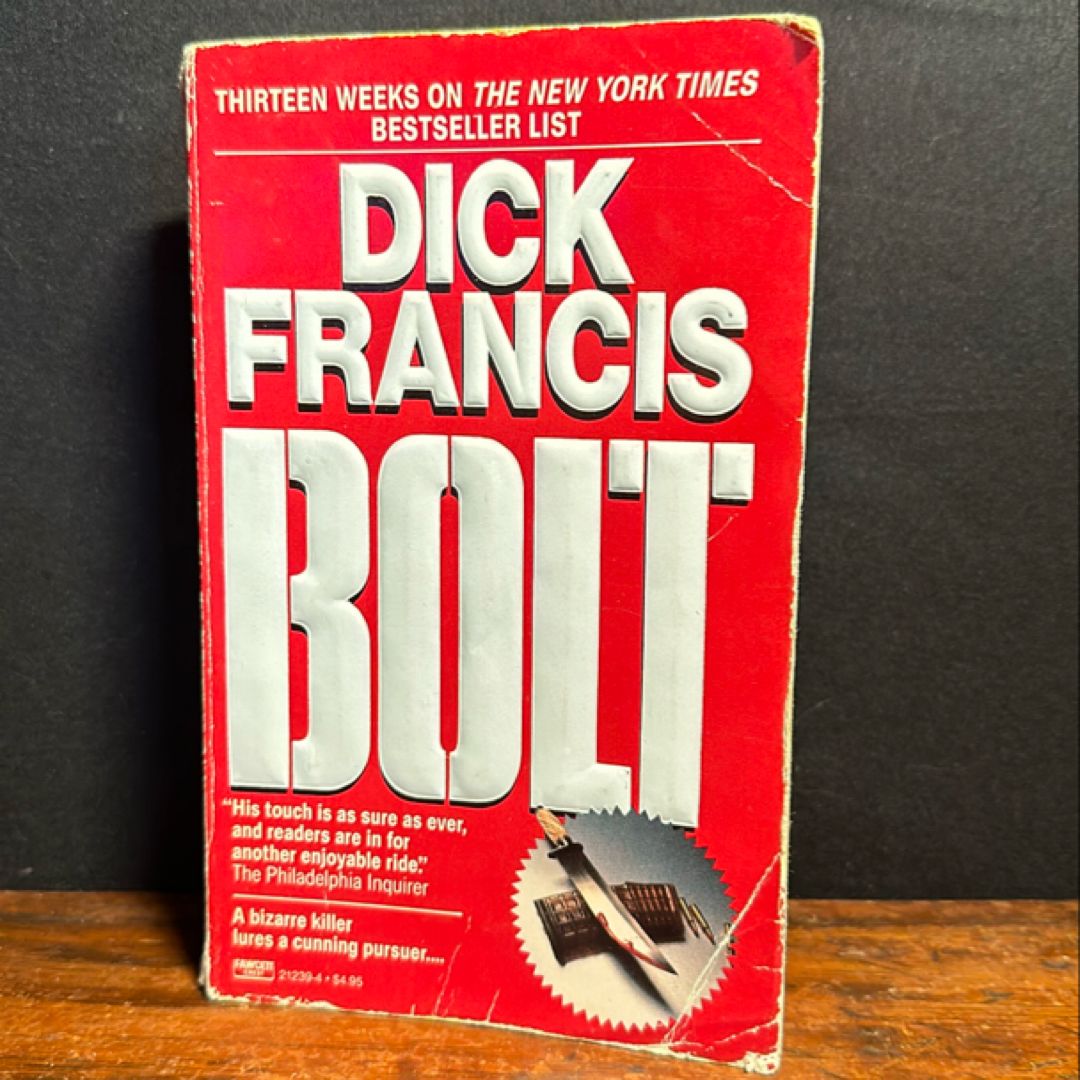 THIRTEEN WEEKS ON THE NEW YORK TIMES
BESTSELLER LIST
DICK
FRANCIS
BOLT
“His touch is as sure as ever,
and readers are in for
another enjoyable ride.”
The Philadelphia Inquirer
A bizarre killer
lures a cunning pursuer....
FAWCETT
CREST
21239-4 • $4.95